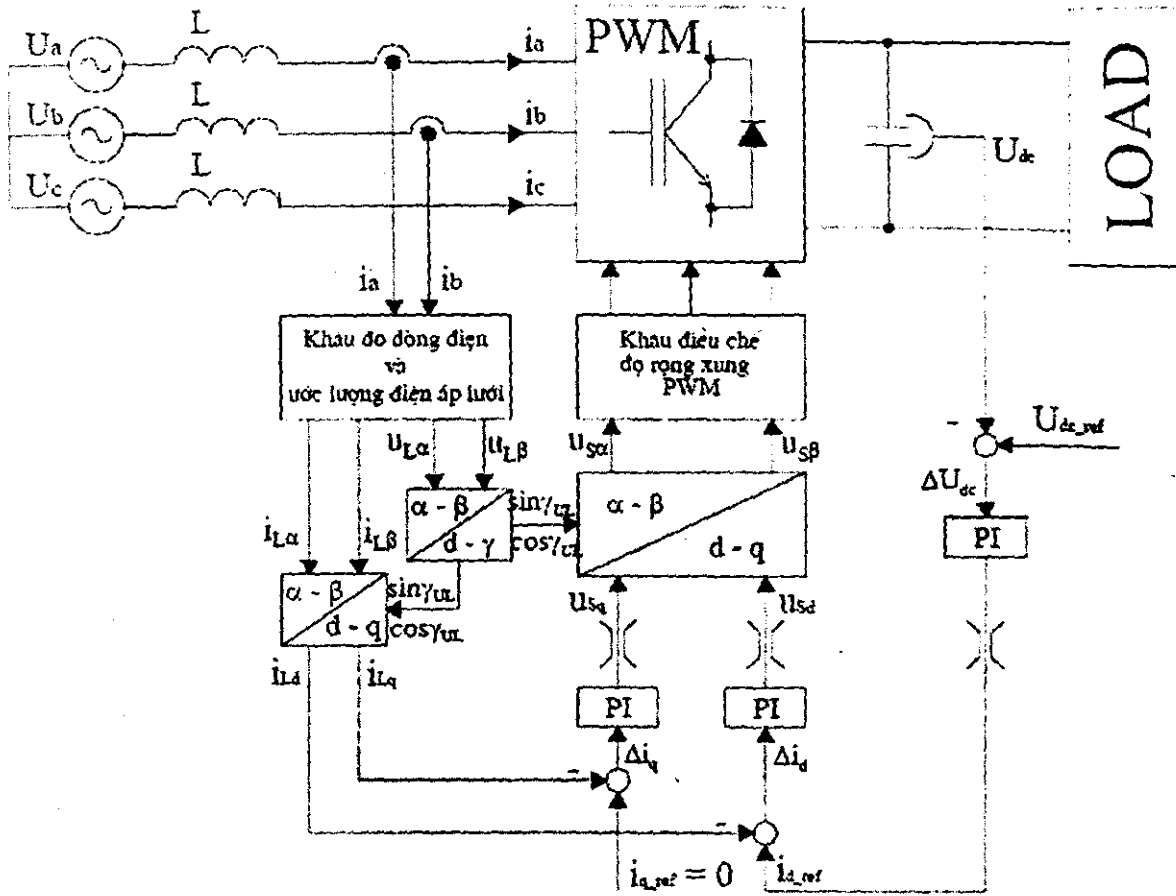 L
Ua
ia
PWM
L
Ub
ib
L
Uc
ic
Udc
LOAD
ia
ib
Khâu đo dòng điện
và
ước lượng điện áp lưới
Khâu điều chế
độ rộng xung
PWM
uLα
uLβ
uSα
uSβ
Udc_ref
-
ΔUdc
iLα
iLβ
α - β
d - γ
sinγUL
cosγUL
α - β
d - q
PI
α - β
d - q
sinγUL
cosγUL
uSq
uSd
iLd
iLq
PI
PI
Δiq
Δid
-
-
iq_ref = 0
id_ref